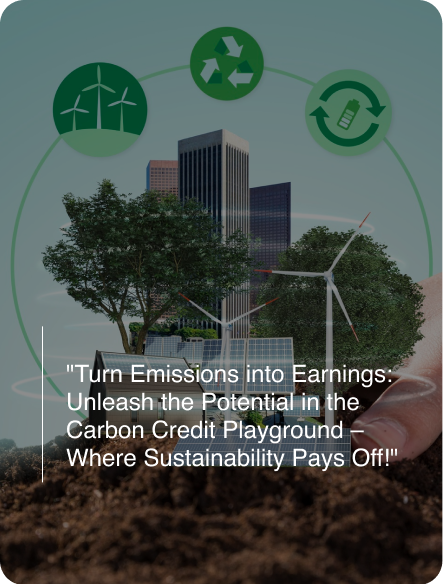 "Turn Emissions into Earnings:
Unleash the Potential in the
Carbon Credit Playground –
Where Sustainability Pays Off!"